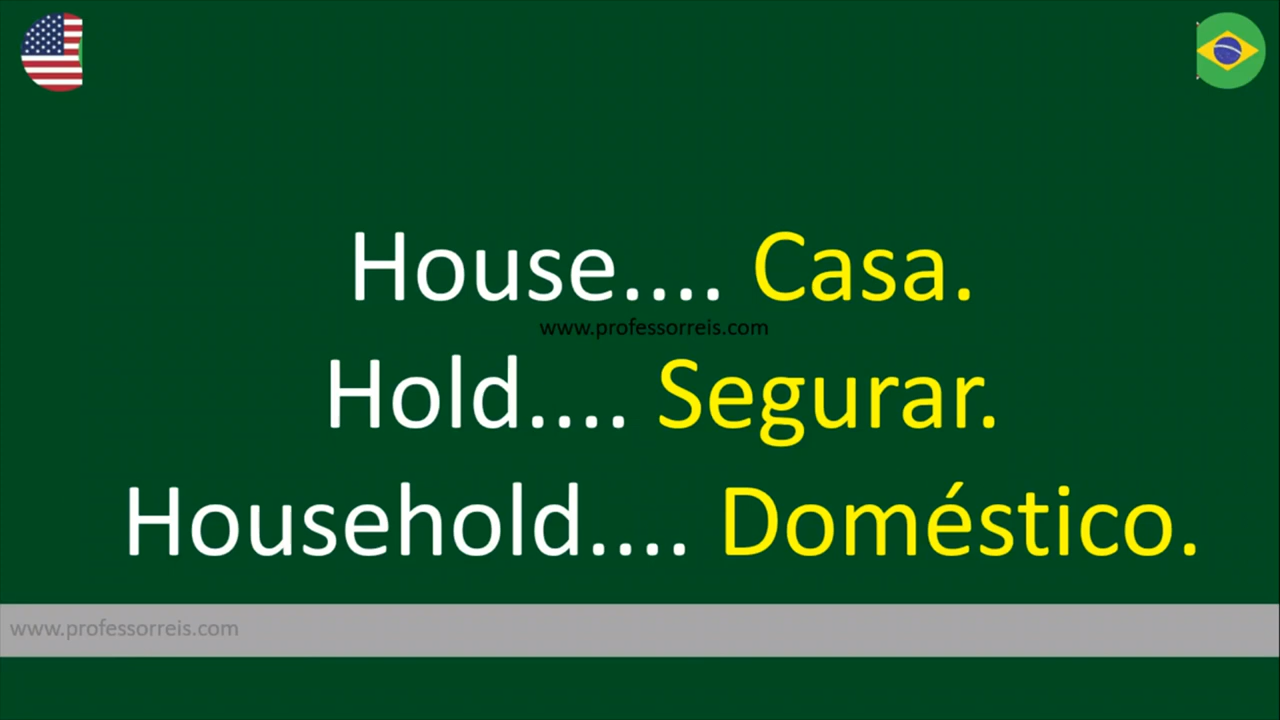 House.... Casa.
www.professorreis.com
Hold.... Segurar.
Household.... Doméstico.
www.professorreis.com